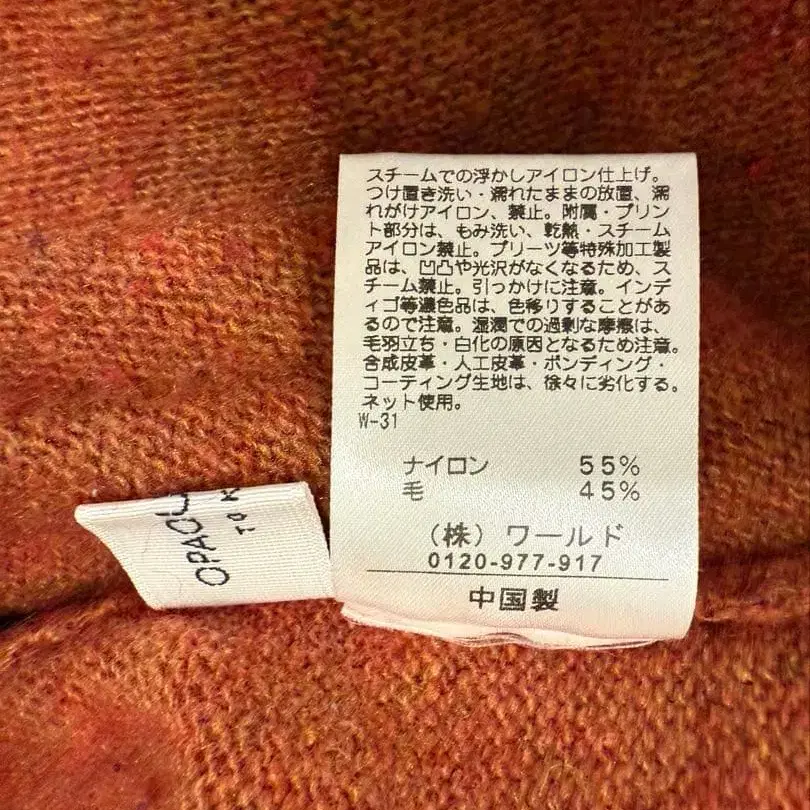 スチームでの浮かしアイロン仕上げ。
つけ置き洗い・濡れたままの放置、濡
れがけアイロン、禁止。附属・プリン
ト部分は、もみ洗い、乾熱・スチーム
アイロン禁止。プリーツ等特殊加工製
品は、凹凸や光沢がなくなるため、ス
チーム禁止。引っかけに注意。インデ
ィゴ等濃色品は、色移りすることがあ
るので注意。湿潤での過剰な摩擦は、
毛羽立ち・白化の原因となるため注意。
合成皮革・人工皮革・ボンディング・
コーティング生地は、徐々に劣化する。
ネット使用。
W-31
ナイロン 55%
毛 45%
(株)ワールド
0120-977-917
中国製
OPAQU
TO K